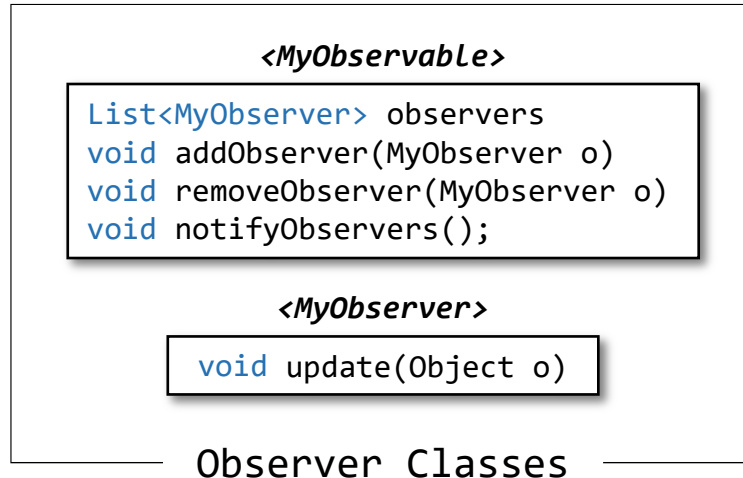 <MyObservable>
List<MyObserver> observers
void addObserver(MyObserver o)
void removeObserver(MyObserver o)
void notifyObservers();
<MyObserver>
void update(Object o)
Observer Classes